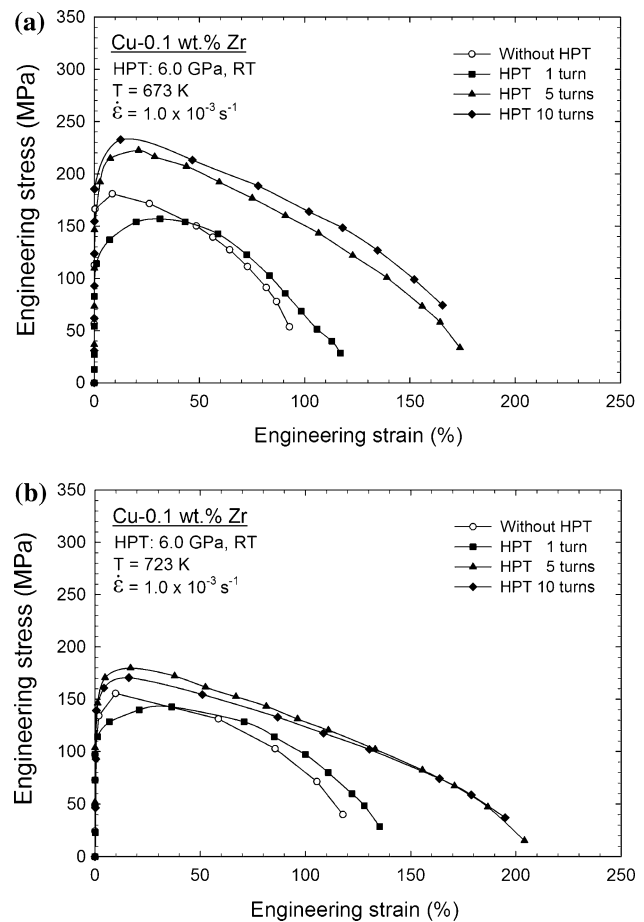 (a)
350
300
250
200
150
100
50
0
Engineering stress (MPa)
Cu-0.1 wt.% Zr
HPT: 6.0 GPa, RT
T = 673 K
ε̇ = 1.0 x 10⁻³ s⁻¹
Without HPT
HPT 1 turn
HPT 5 turns
HPT 10 turns
0 50 100 150 200 250
Engineering strain (%)
(b)
350
300
250
200
150
100
50
0
Engineering stress (MPa)
Cu-0.1 wt.% Zr
HPT: 6.0 GPa, RT
T = 723 K
ε̇ = 1.0 x 10⁻³ s⁻¹
Without HPT
HPT 1 turn
HPT 5 turns
HPT 10 turns
0 50 100 150 200 250
Engineering strain (%)